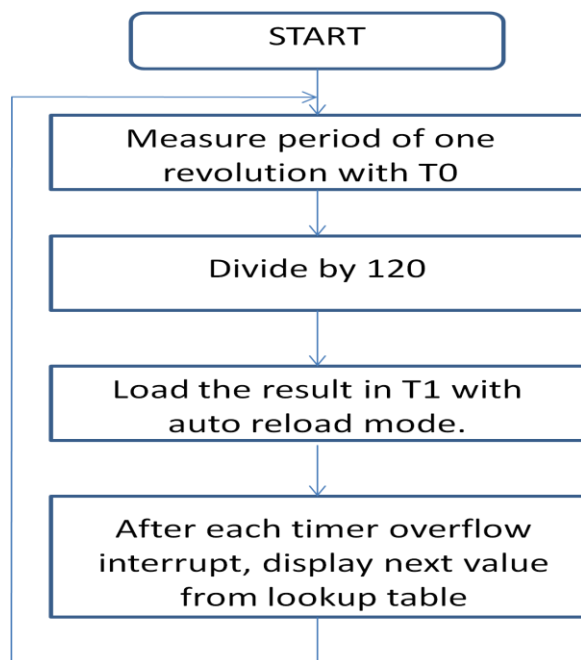 START
Measure period of one
revolution with T0
Divide by 120
Load the result in T1 with
auto reload mode.
After each timer overflow
interrupt, display next value
from lookup table